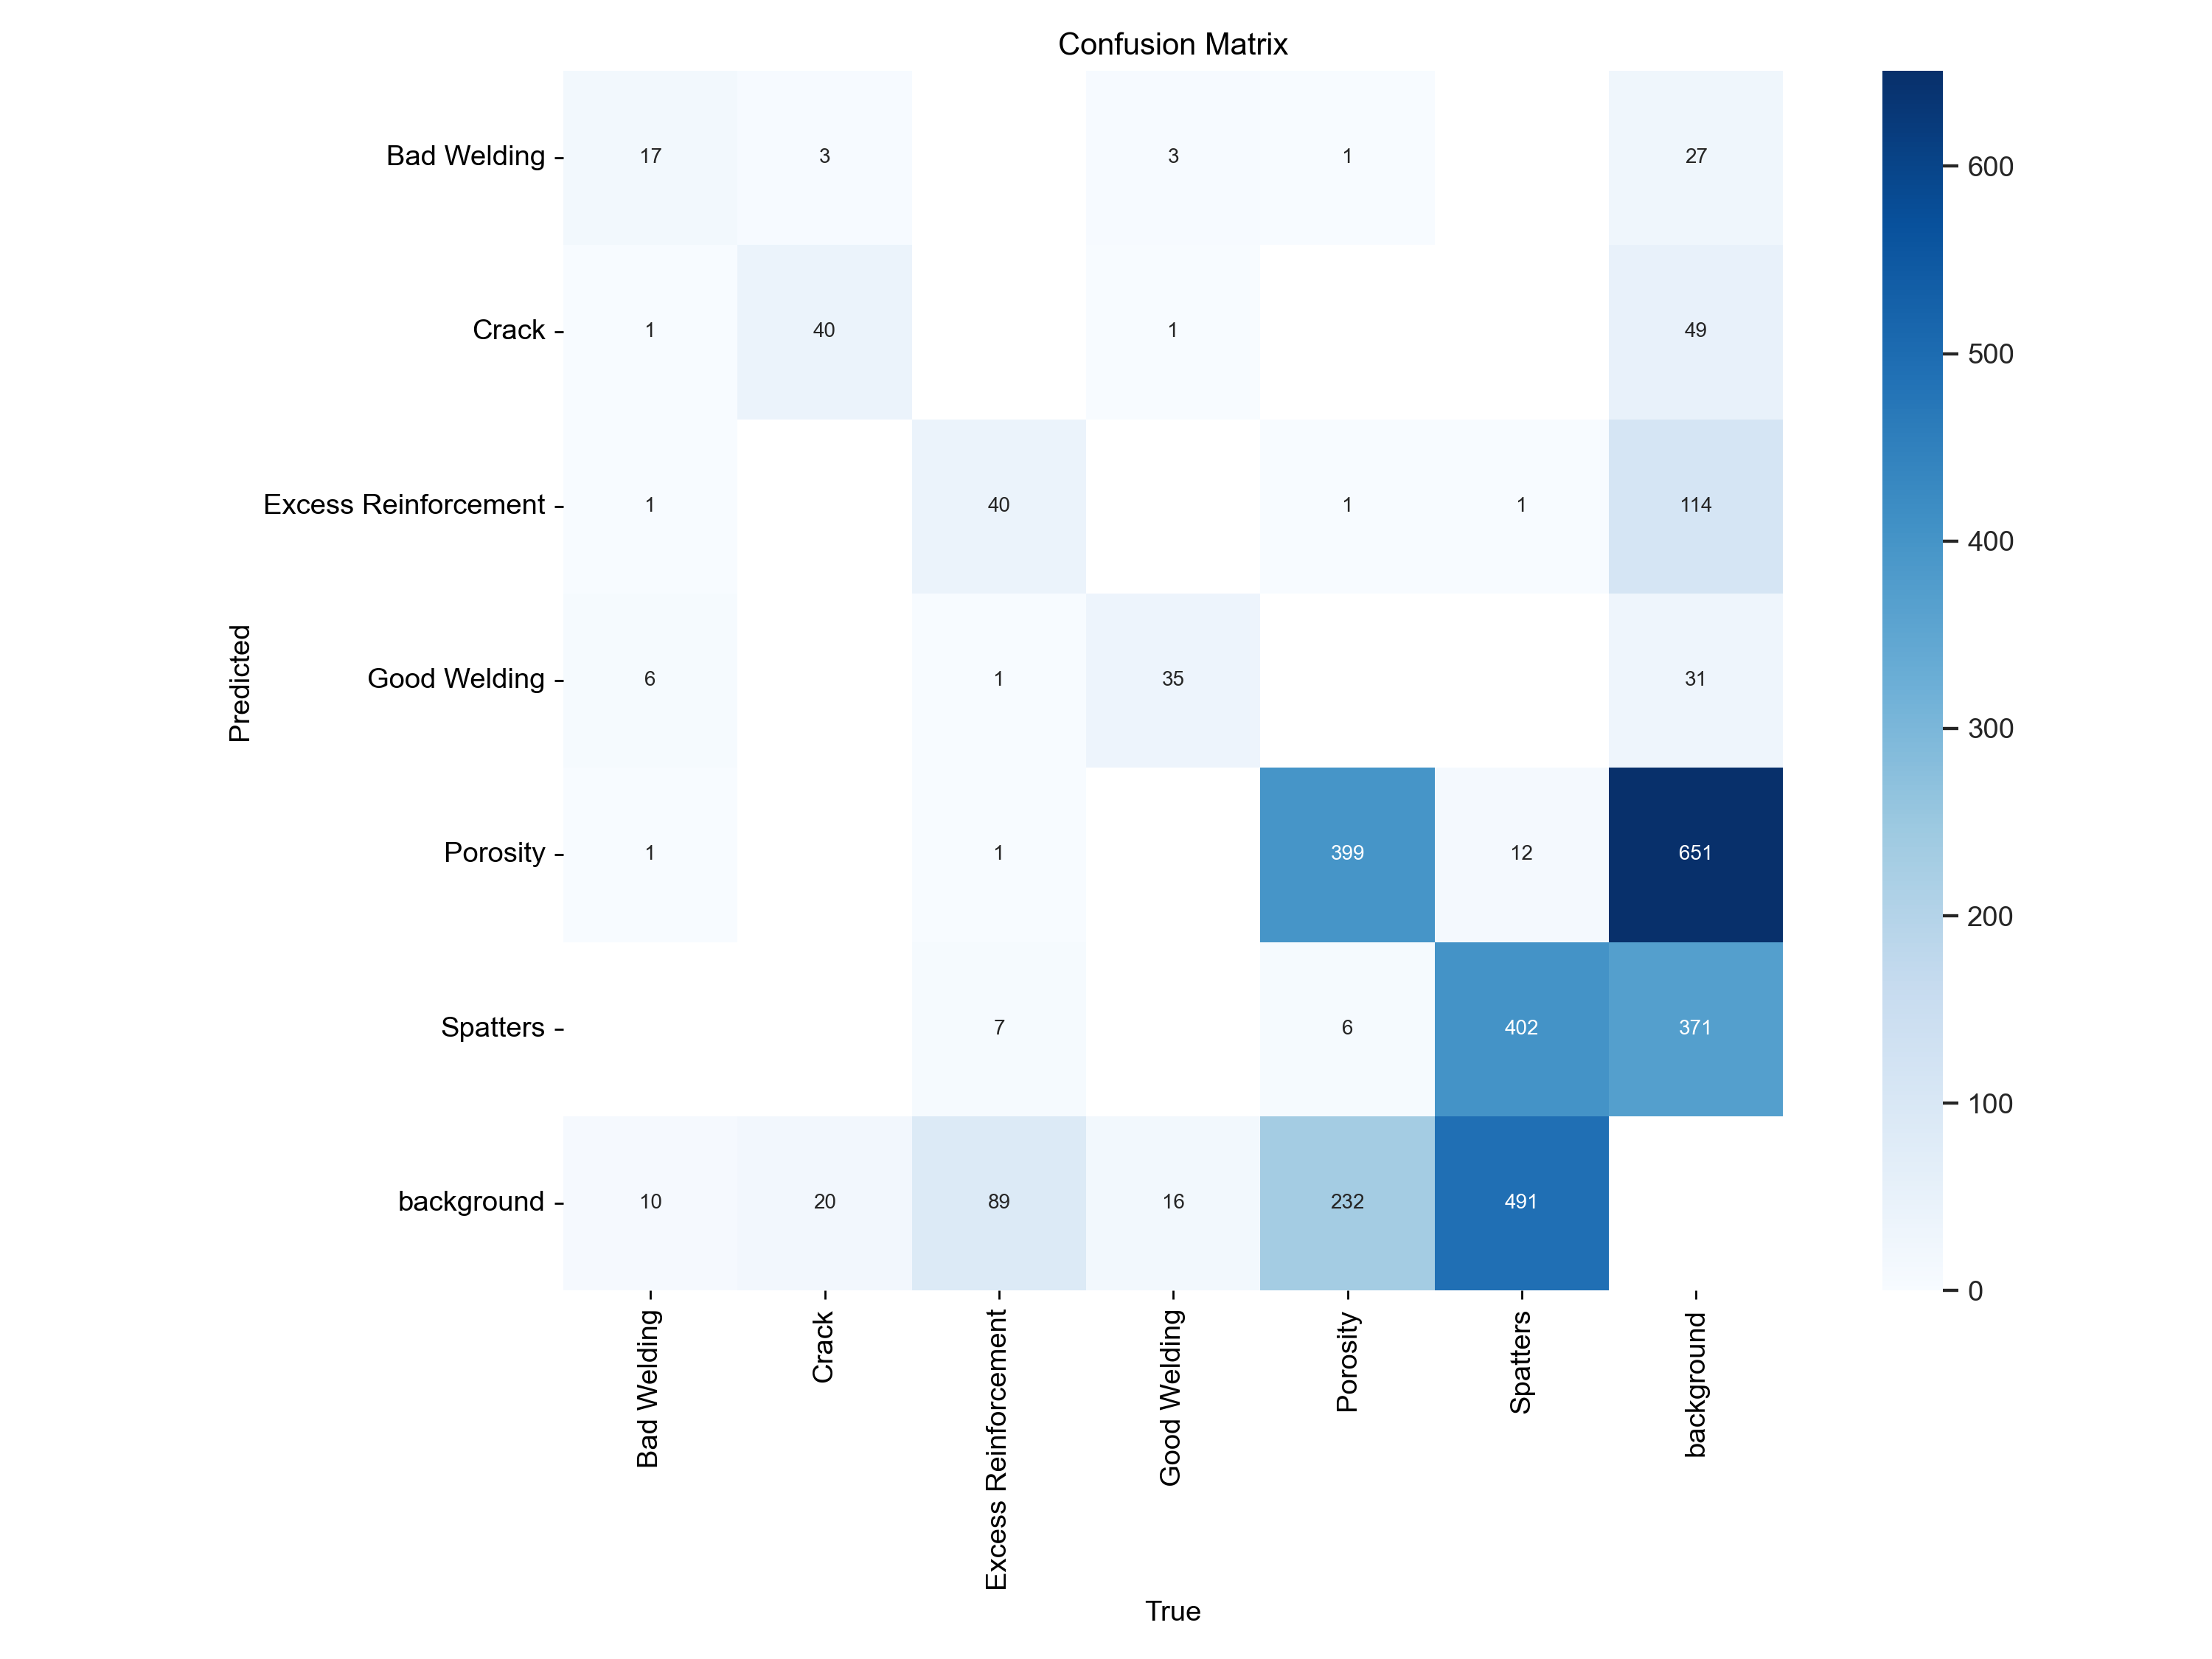 Confusion Matrix
Bad Welding 17 3 3 1 27
Crack 1 40 1 49
Excess Reinforcement 1 40 1 1 114
Good Welding 6 1 35 31
Porosity 1 1 399 12 651
Spatters 7 6 402 371
background 10 20 89 16 232 491
Predicted
Bad Welding
Crack
Excess Reinforcement
Good Welding
Porosity
Spatters
background
True
600
500
400
300
200
100
0